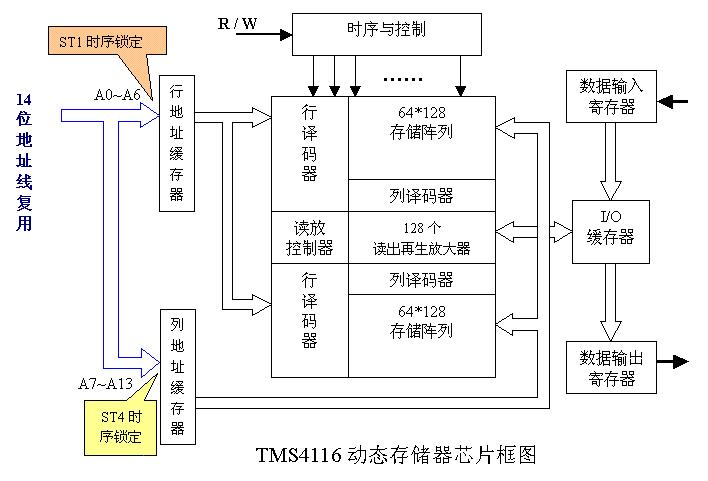 R / W
时序与控制
ST1 时序锁定
······
14位地址线复用
A0~A6
行地址缓存器
行译码器
64*128
存储阵列
列译码器
读放
控制器
128 个
读出再生放大器
行译码器
列译码器
64*128
存储阵列
数据输入
寄存器
I/O
缓存器
数据输出
寄存器
列地址缓存器
A7~A13
ST4 时
序锁定
TMS4116 动态存储器芯片框图